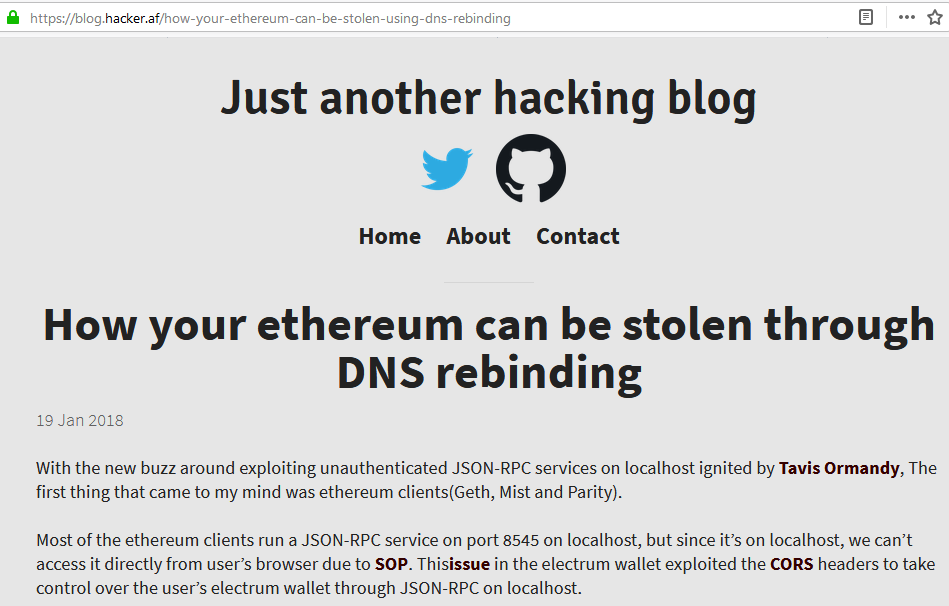 https://blog.hacker.af/how-your-ethereum-can-be-stolen-using-dns-rebinding
Just another hacking blog
Home About Contact
How your ethereum can be stolen through
DNS rebinding
19 Jan 2018
With the new buzz around exploiting unauthenticated JSON-RPC services on localhost ignited by Tavis Ormandy, The
first thing that came to my mind was ethereum clients(Geth, Mist and Parity).
Most of the ethereum clients run a JSON-RPC service on port 8545 on localhost, but since it’s on localhost, we can’t
access it directly from user’s browser due to SOP. Thisissue in the electrum wallet exploited the CORS headers to take
control over the user’s electrum wallet through JSON-RPC on localhost.